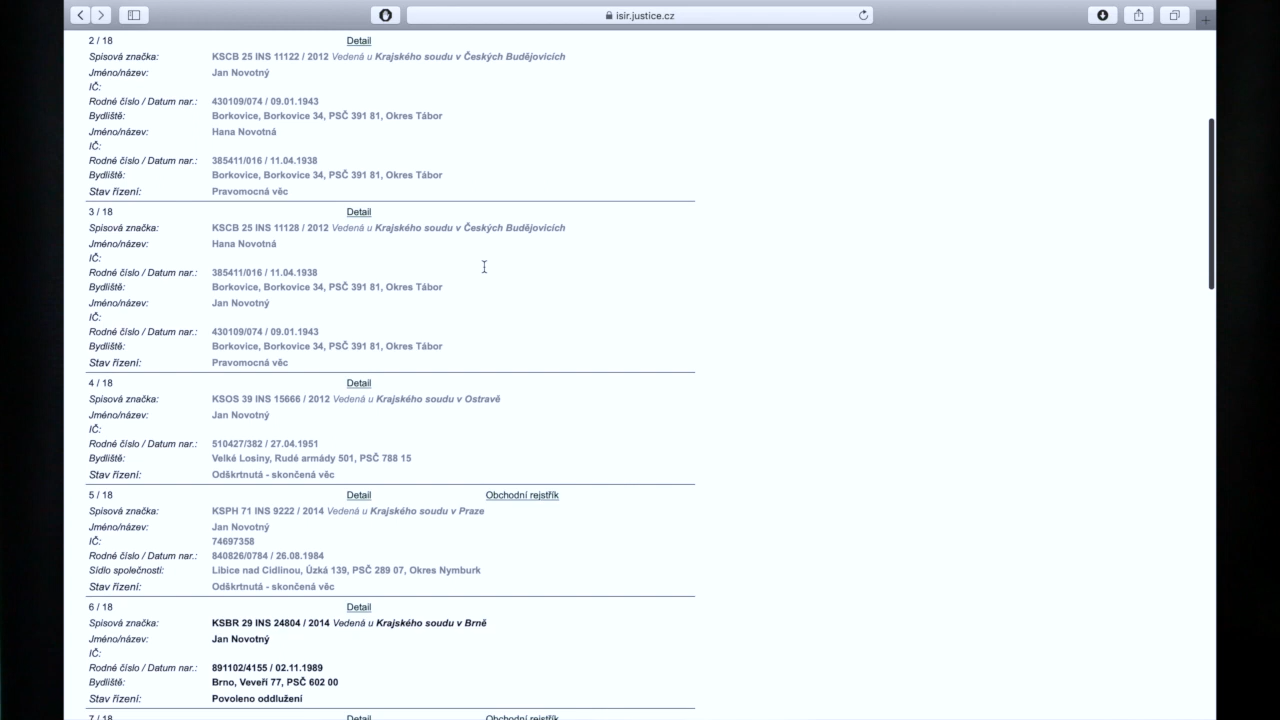 isir.justice.cz
2 / 18 Detail
Spisová značka: KSCB 25 INS 11122 / 2012 Vedená u Krajského soudu v Českých Budějovicích
Jméno/název: Jan Novotný
IČ:
Rodné číslo / Datum nar.: 430109/074 / 09.01.1943
Bydliště: Borkovice, Borkovice 34, PSČ 391 81, Okres Tábor
Jméno/název: Hana Novotná
IČ:
Rodné číslo / Datum nar.: 385411/016 / 11.04.1938
Bydliště: Borkovice, Borkovice 34, PSČ 391 81, Okres Tábor
Stav řízení: Pravomocná věc
3 / 18 Detail
Spisová značka: KSCB 25 INS 11128 / 2012 Vedená u Krajského soudu v Českých Budějovicích
Jméno/název: Hana Novotná
IČ:
Rodné číslo / Datum nar.: 385411/016 / 11.04.1938
Bydliště: Borkovice, Borkovice 34, PSČ 391 81, Okres Tábor
Jméno/název: Jan Novotný
IČ:
Rodné číslo / Datum nar.: 430109/074 / 09.01.1943
Bydliště: Borkovice, Borkovice 34, PSČ 391 81, Okres Tábor
Stav řízení: Pravomocná věc
4 / 18 Detail
Spisová značka: KSOS 39 INS 15666 / 2012 Vedená u Krajského soudu v Ostravě
Jméno/název: Jan Novotný
IČ:
Rodné číslo / Datum nar.: 510427/382 / 27.04.1951
Bydliště: Velké Losiny, Rudé armády 501, PSČ 788 15
Stav řízení: Odškrtnutá - skončená věc
5 / 18 Detail Obchodní rejstřík
Spisová značka: KSPH 71 INS 9222 / 2014 Vedená u Krajského soudu v Praze
Jméno/název: Jan Novotný
IČ: 74697358
Rodné číslo / Datum nar.: 840826/0784 / 26.08.1984
Sídlo společnosti: Libice nad Cidlinou, Úzká 139, PSČ 289 07, Okres Nymburk
Stav řízení: Odškrtnutá - skončená věc
6 / 18 Detail
Spisová značka: KSBR 29 INS 24804 / 2014 Vedená u Krajského soudu v Brně
Jméno/název: Jan Novotný
IČ:
Rodné číslo / Datum nar.: 891102/4155 / 02.11.1989
Bydliště: Brno, Veveří 77, PSČ 602 00
Stav řízení: Povoleno oddlužení
7 / 18 Detail Obchodní rejstřík